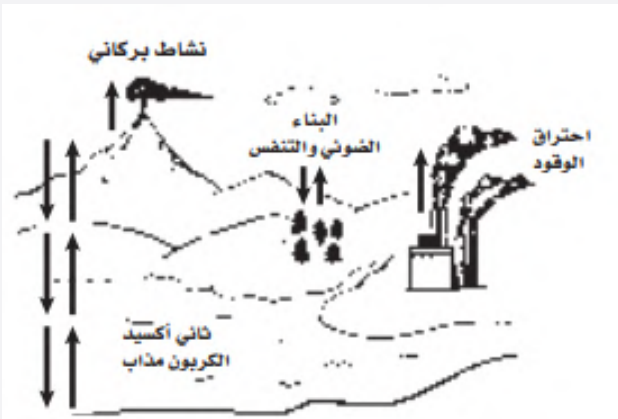 نشاط بركاني
البناء
الضوئي والتنفس
احتراق
الوقود
ثاني أكسيد
الكربون مذاب